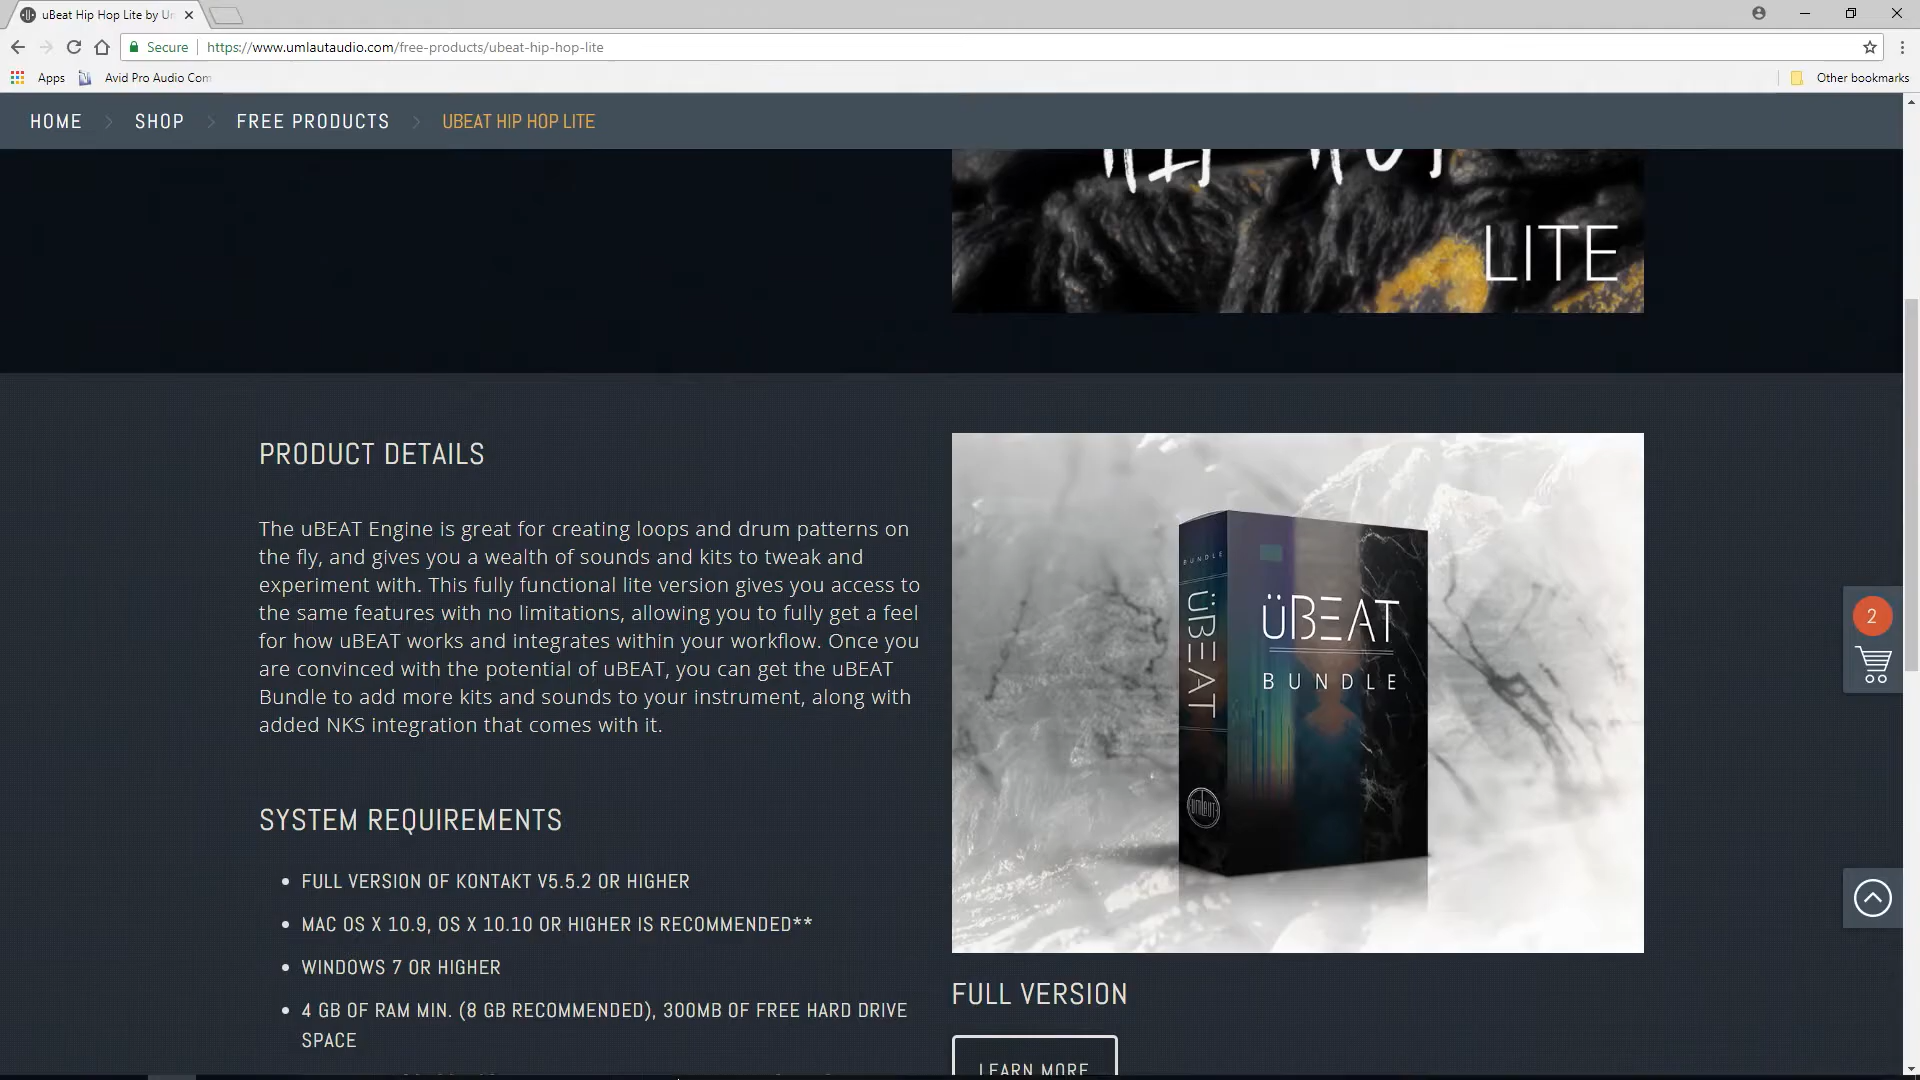 uBeat Hip Hop Lite by Ur
Secure
https://www.umlautaudio.com/free-products/ubeat-hip-hop-lite
Apps
Avid Pro Audio Com
Other bookmarks
HOME
SHOP
FREE PRODUCTS
UBEAT HIP HOP LITE
HIP HOP
LITE
PRODUCT DETAILS
The uBEAT Engine is great for creating loops and drum patterns on
the fly, and gives you a wealth of sounds and kits to tweak and
experiment with. This fully functional lite version gives you access to
the same features with no limitations, allowing you to fully get a feel
for how uBEAT works and integrates within your workflow. Once you
are convinced with the potential of uBEAT, you can get the uBEAT
Bundle to add more kits and sounds to your instrument, along with
added NKS integration that comes with it.
BUNDLE
üBEAT
üBEAT
BUNDLE
umlaut
2
SYSTEM REQUIREMENTS
FULL VERSION OF KONTAKT V5.5.2 OR HIGHER
MAC OS X 10.9, OS X 10.10 OR HIGHER IS RECOMMENDED**
WINDOWS 7 OR HIGHER
4 GB OF RAM MIN. (8 GB RECOMMENDED), 300MB OF FREE HARD DRIVE
SPACE
FULL VERSION
LEARN MORE